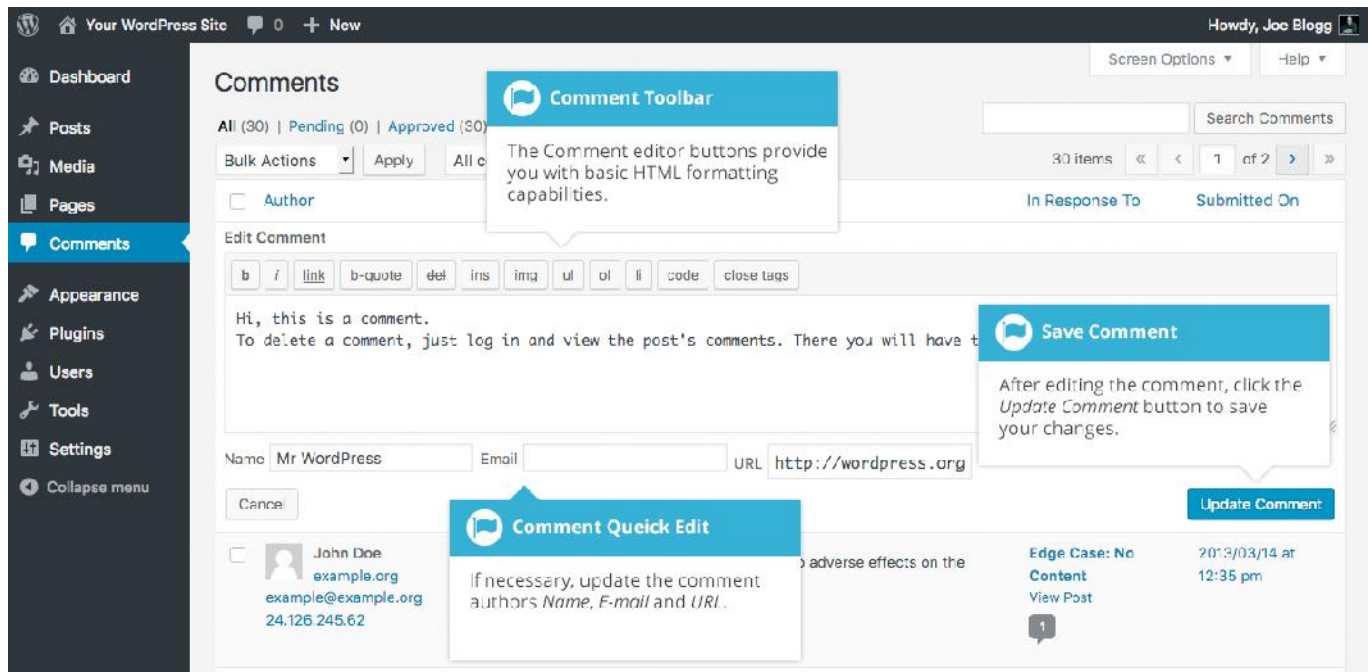 Your WordPress Site 0 + New Howdy, Joe Blogg
Screen Options ▼ Help ▼
Dashboard
Posts
Media
Pages
Comments
Appearance
Plugins
Users
Tools
Settings
Collapse menu
Comments
All (30) | Pending (0) | Approved (30)
Search Comments
Bulk Actions Apply All c
30 items « ‹ 1 of 2 › »
Author In Response To Submitted On
Comment Toolbar
The Comment editor buttons provide
you with basic HTML formatting
capabilities.
Edit Comment
b i link b-quote del ins img ul ol li code close tags
Hi, this is a comment.
To delete a comment, just log in and view the post's comments. There you will have t
Save Comment
After editing the comment, click the
Update Comment button to save
your changes.
Name Mr WordPress Email URL http://wordpress.org
Cancel Update Comment
Comment Queick Edit
If necessary, update the comment
authors Name, E-mail and URL.
John Doe
example.org
example@example.org
24.126.245.62
adverse effects on the
Edge Case: No
Content
View Post
1
2013/03/14 at
12:35 pm